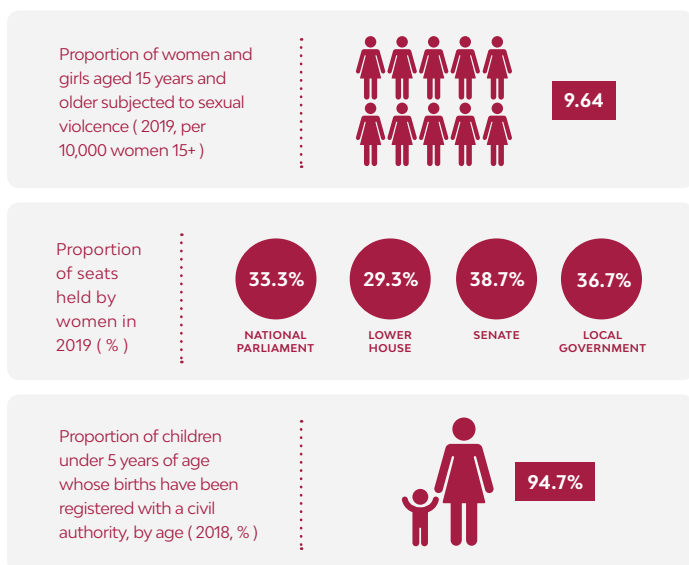 Proportion of women and
girls aged 15 years and
older subjected to sexual
violcence ( 2019, per
10,000 women 15+ )
9.64
Proportion
of seats
held by
women in
2019 ( % )
33.3%
NATIONAL
PARLIAMENT
29.3%
LOWER
HOUSE
38.7%
SENATE
36.7%
LOCAL
GOVERNMENT
Proportion of children
under 5 years of age
whose births have been
registered with a civil
authority, by age ( 2018, % )
94.7%